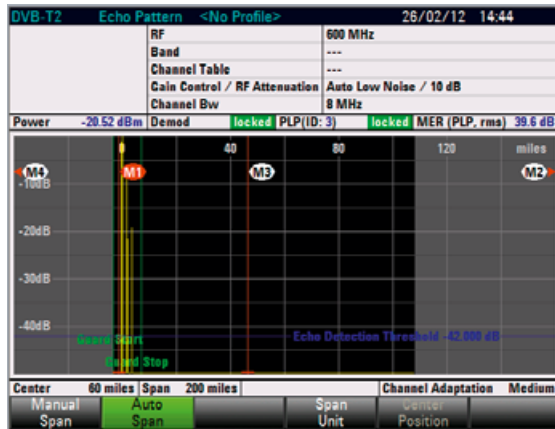 DVB-T2 Echo Pattern <No Profile> 26/02/12 14:44
RF 600 MHz
Band ---
Channel Table ---
Gain Control / RF Attenuation Auto Low Noise / 10 dB
Channel Bw 8 MHz
Power -20.52 dBm Demod locked PLP(ID: 3) locked MER (PLP, rms) 39.6 dB
0 40 80 120 miles
M4 M1 M3 M2
-10dB
-20dB
-30dB
-40dB
Echo Detection Threshold -42.000 dB
Guard Start
Guard Stop
Center 60 miles Span 200 miles Channel Adaptation Medium
Manual Span
Auto Span
Span Unit
Center Position